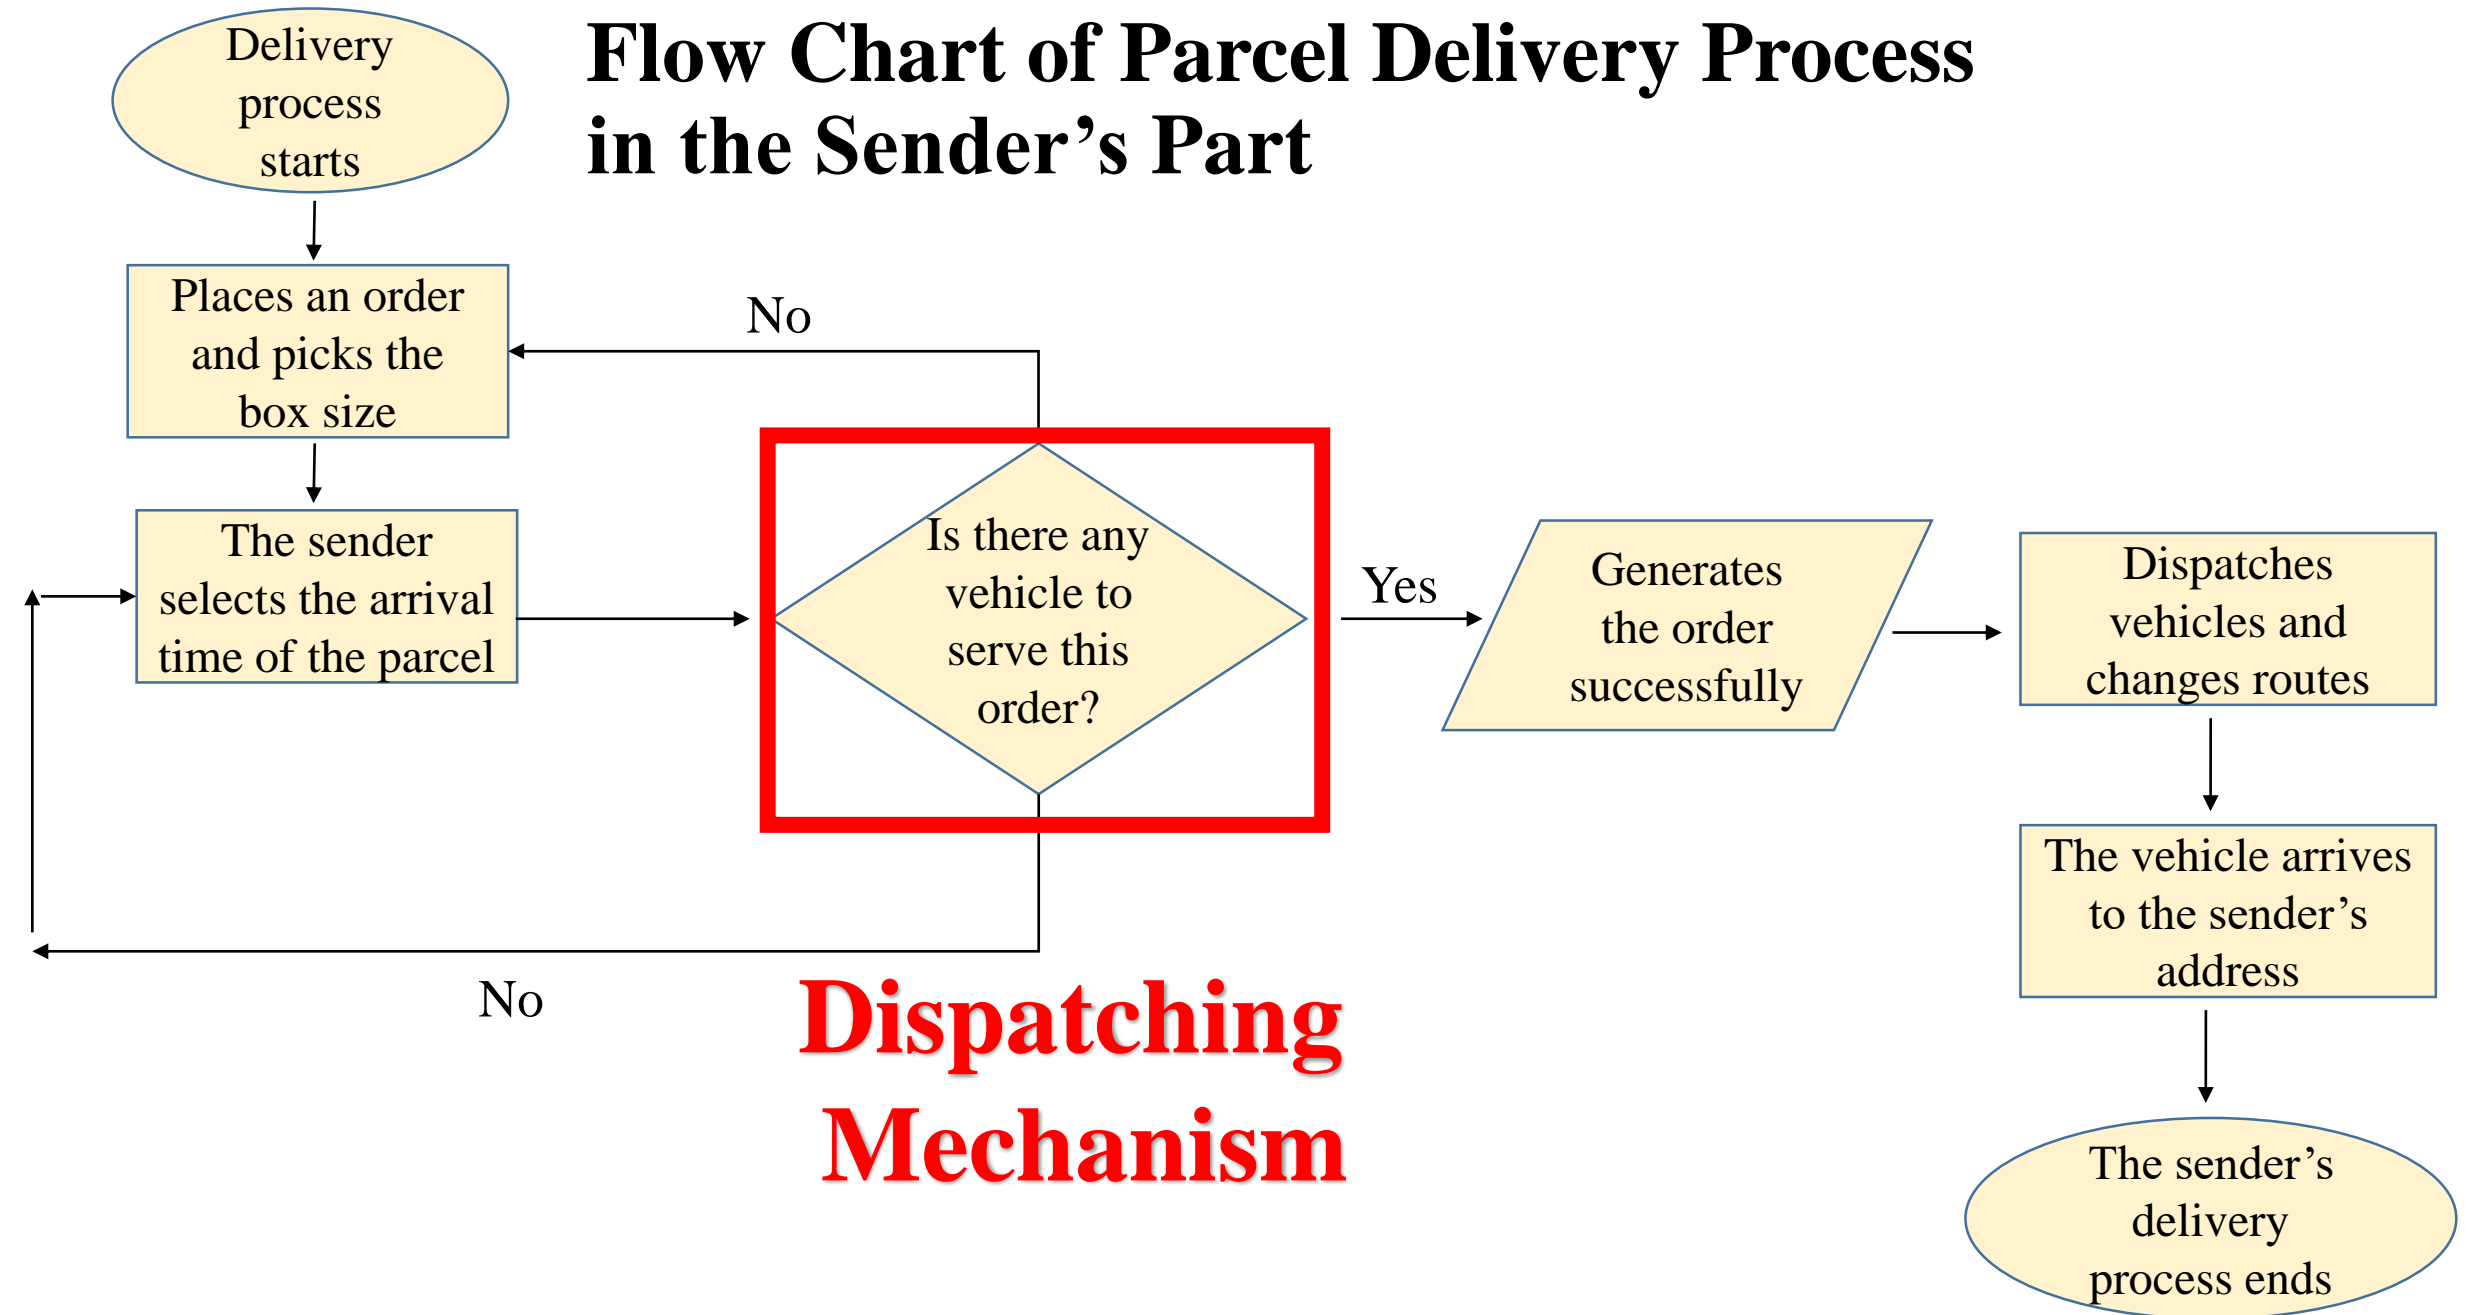 Delivery
process
starts
Flow Chart of Parcel Delivery Process
in the Sender’s Part
Places an order
and picks the
box size
No
The sender
selects the arrival
time of the parcel
Is there any
vehicle to
serve this
order?
Yes
Generates
the order
successfully
Dispatches
vehicles and
changes routes
The vehicle arrives
to the sender’s
address
No
Dispatching
Mechanism
The sender’s
delivery
process ends